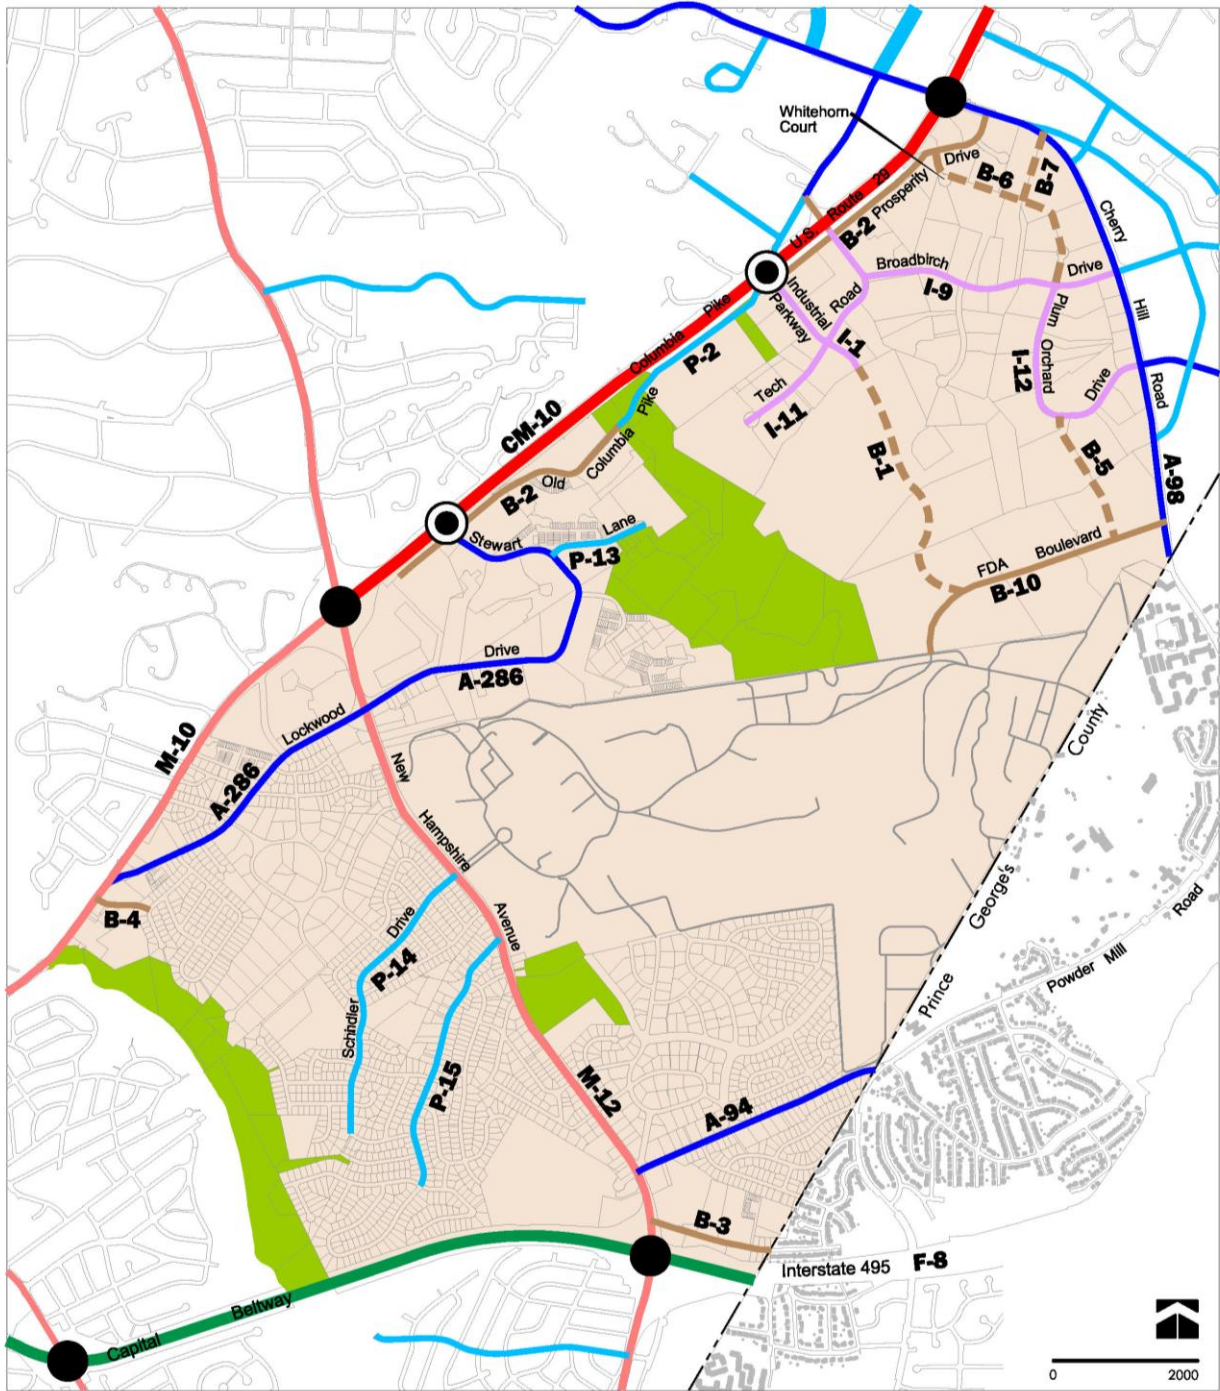 Whitehorn
Court
Drive
B-6
B-7
Cherry
Hill
Road
A-98
U.S. Route 29
B-2
Prosperity
Broadbirch
Drive
I-9
Industrial
Parkway
Road
I-1
Tech
I-11
Plum
Orchard
Drive
I-12
Columbia Pike
P-2
CM-10
Old Columbia Pike
B-2
B-1
B-5
Stewart
Lane
P-13
FDA Boulevard
B-10
Drive
A-286
Lockwood
A-286
M-10
New
Hampshire
Avenue
B-4
Drive
P-14
Schindler
P-15
M-12
A-94
B-3
Prince George's County
Powder Mill Road
Interstate 495 F-8
Capital Beltway
0 2000